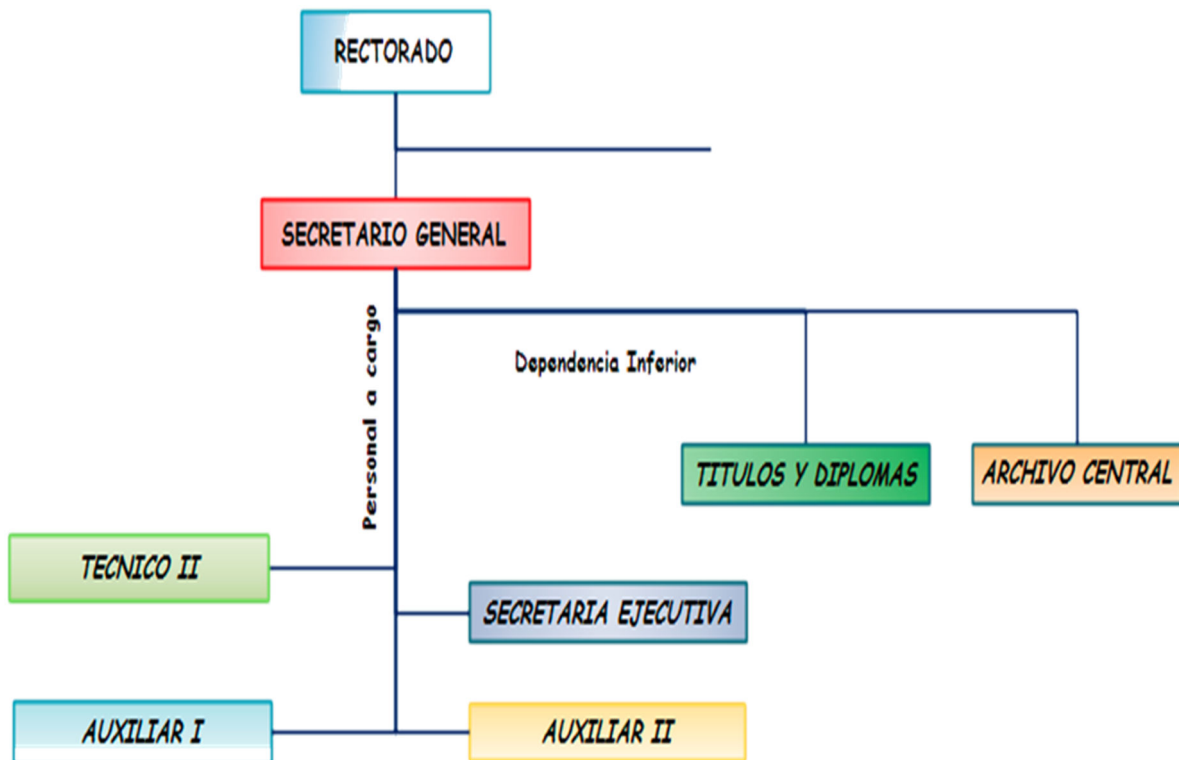 RECTORADO
SECRETARIO GENERAL
Personal a cargo
Dependencia Inferior
TITULOS Y DIPLOMAS
ARCHIVO CENTRAL
TECNICO II
SECRETARIA EJECUTIVA
AUXILIAR I
AUXILIAR II